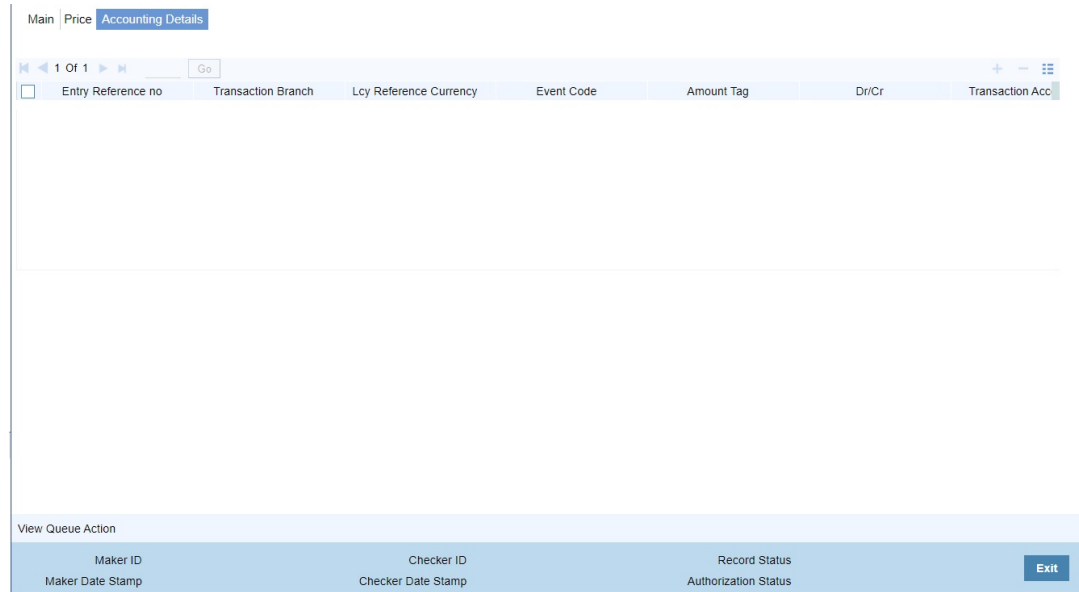 Main Price Accounting Details
1 Of 1 Go
Entry Reference no Transaction Branch Lcy Reference Currency Event Code Amount Tag Dr/Cr Transaction Acc
View Queue Action
Maker ID Checker ID Record Status
Exit
Maker Date Stamp Checker Date Stamp Authorization Status